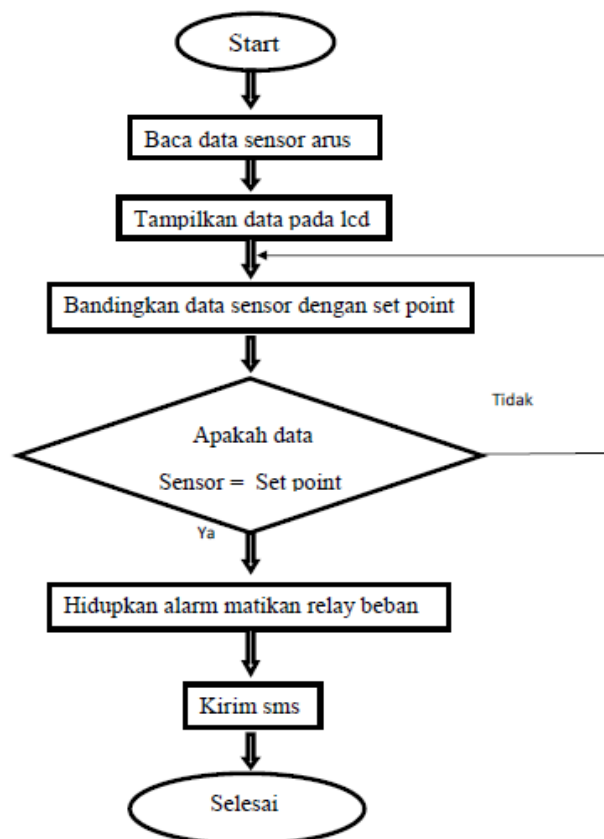 Start
Baca data sensor arus
Tampilkan data pada lcd
Bandingkan data sensor dengan set point
Tidak
Apakah data
Sensor = Set point
Ya
Hidupkan alarm matikan relay beban
Kirim sms
Selesai